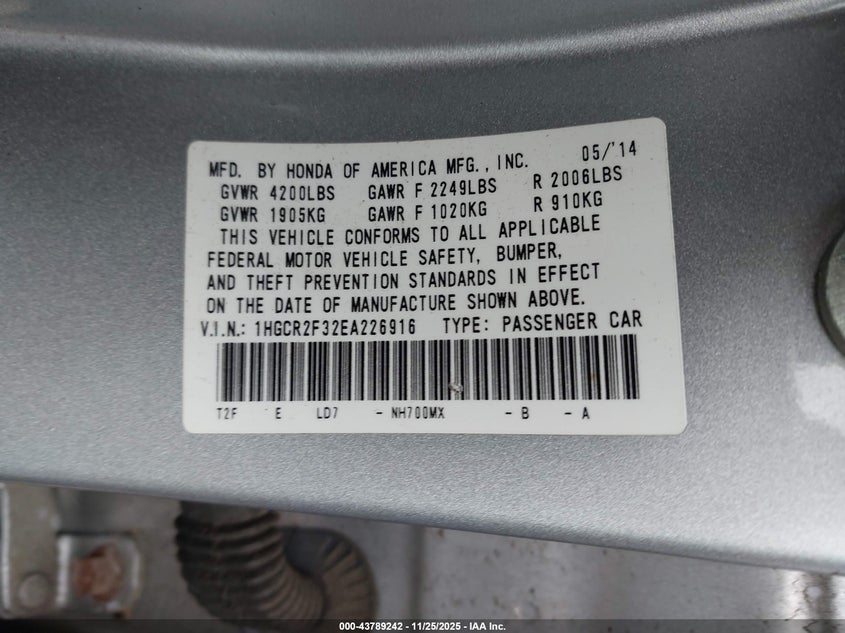 MFD. BY HONDA OF AMERICA MFG., INC. 05/'14
GVWR 4200LBS GAWR F 2249LBS R 2006LBS
GVWR 1905KG GAWR F 1020KG R 910KG
THIS VEHICLE CONFORMS TO ALL APPLICABLE
FEDERAL MOTOR VEHICLE SAFETY, BUMPER,
AND THEFT PREVENTION STANDARDS IN EFFECT
ON THE DATE OF MANUFACTURE SHOWN ABOVE.
V.I.N.: 1HGCR2F32EA226916 TYPE: PASSENGER CAR
T2F E LD7 - NH700MX - B - A
000-43789242 - 11/25/2025 - IAA Inc.